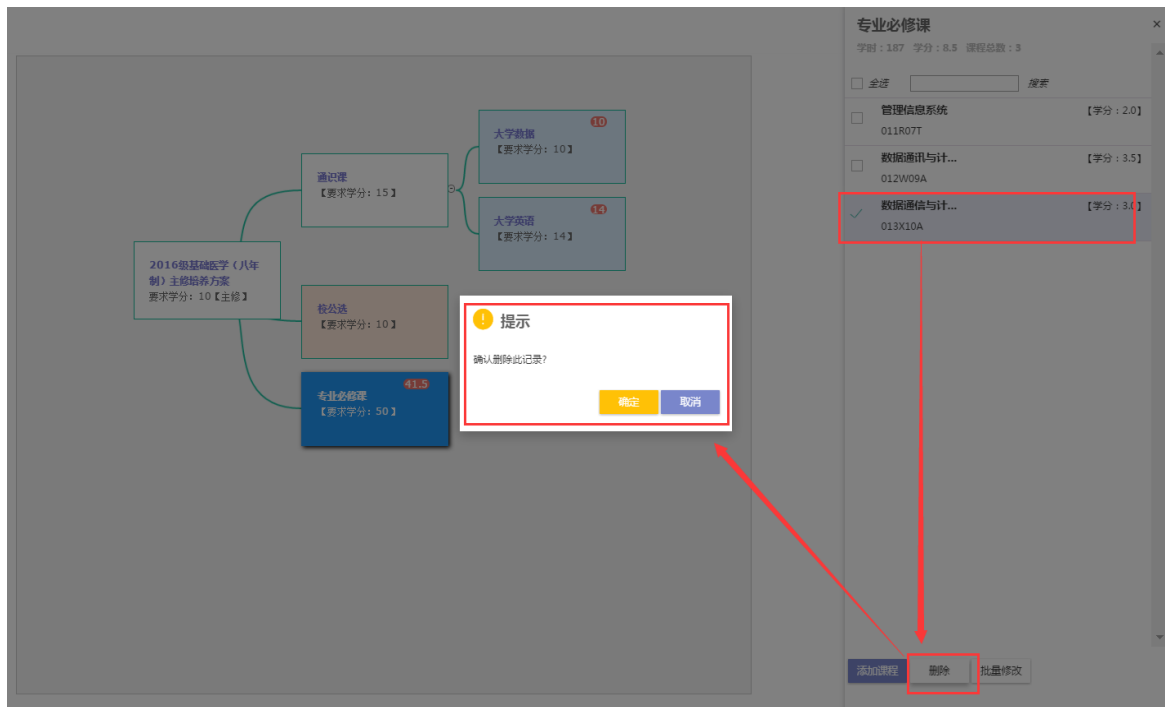 专业必修课
×
学时：187 学分：8.5 课程总数：3
全选 搜索
管理信息系统 【学分：2.0】
011R07T
数据通讯与计... 【学分：3.5】
012W09A
数据通信与计... 【学分：3.0】
013X10A
10
大学数据
【要求学分：10】
通识课
【要求学分：15】
14
大学英语
【要求学分：14】
2016级基础医学（八年
制）主修培养方案
要求学分：10【主修】
校公选
【要求学分：10】
41.5
专业必修课
【要求学分：50】
提示
确认删除此记录?
确定 取消
添加课程 删除 批量修改